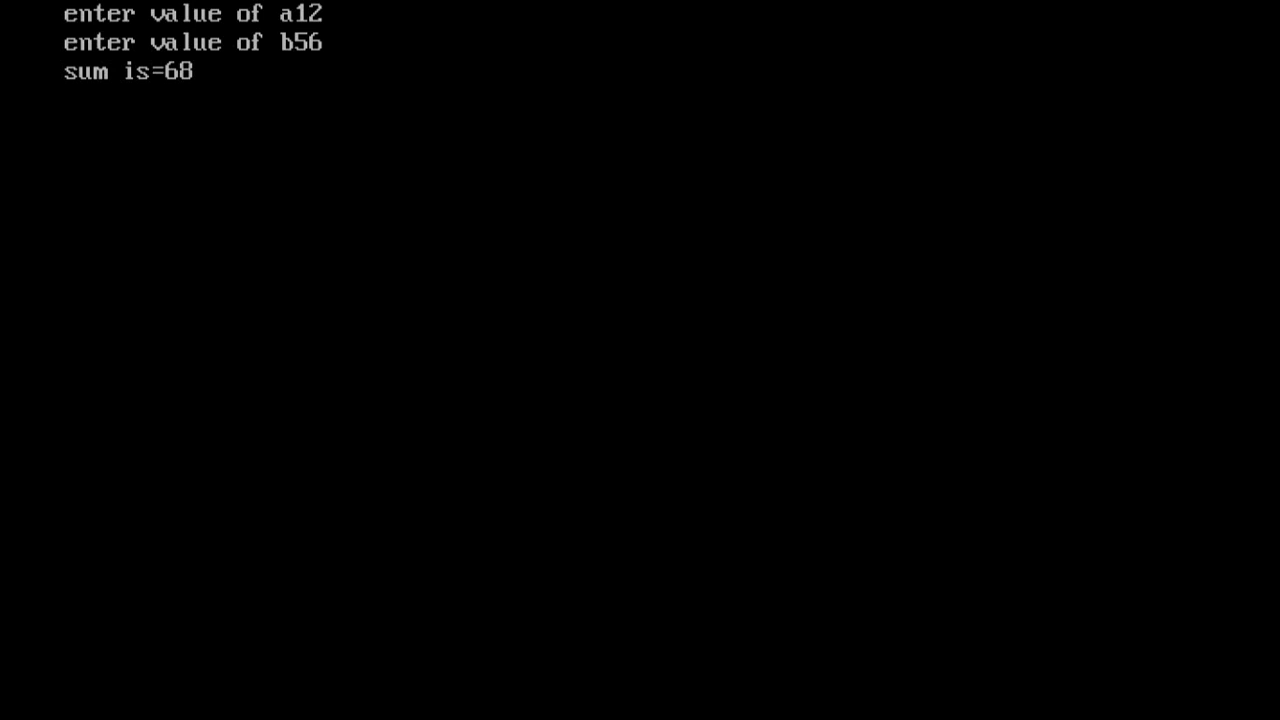 enter value of a12
enter value of b56
sum is=68